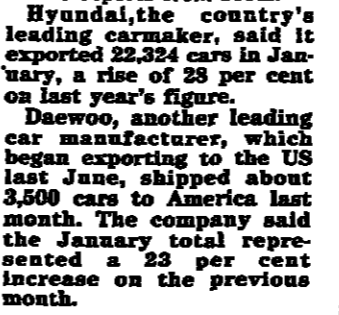 Hyundai,the country's
leading carmaker, said it
exported 22,324 cars in Jan-
uary, a rise of 28 per cent
on last year's figure.
Daewoo, another leading
car manufacturer, which
began exporting to the US
last June, shipped about
3,500 cars to America last
month. The company said
the January total repre-
sented a 23 per cent
increase on the previous
month.